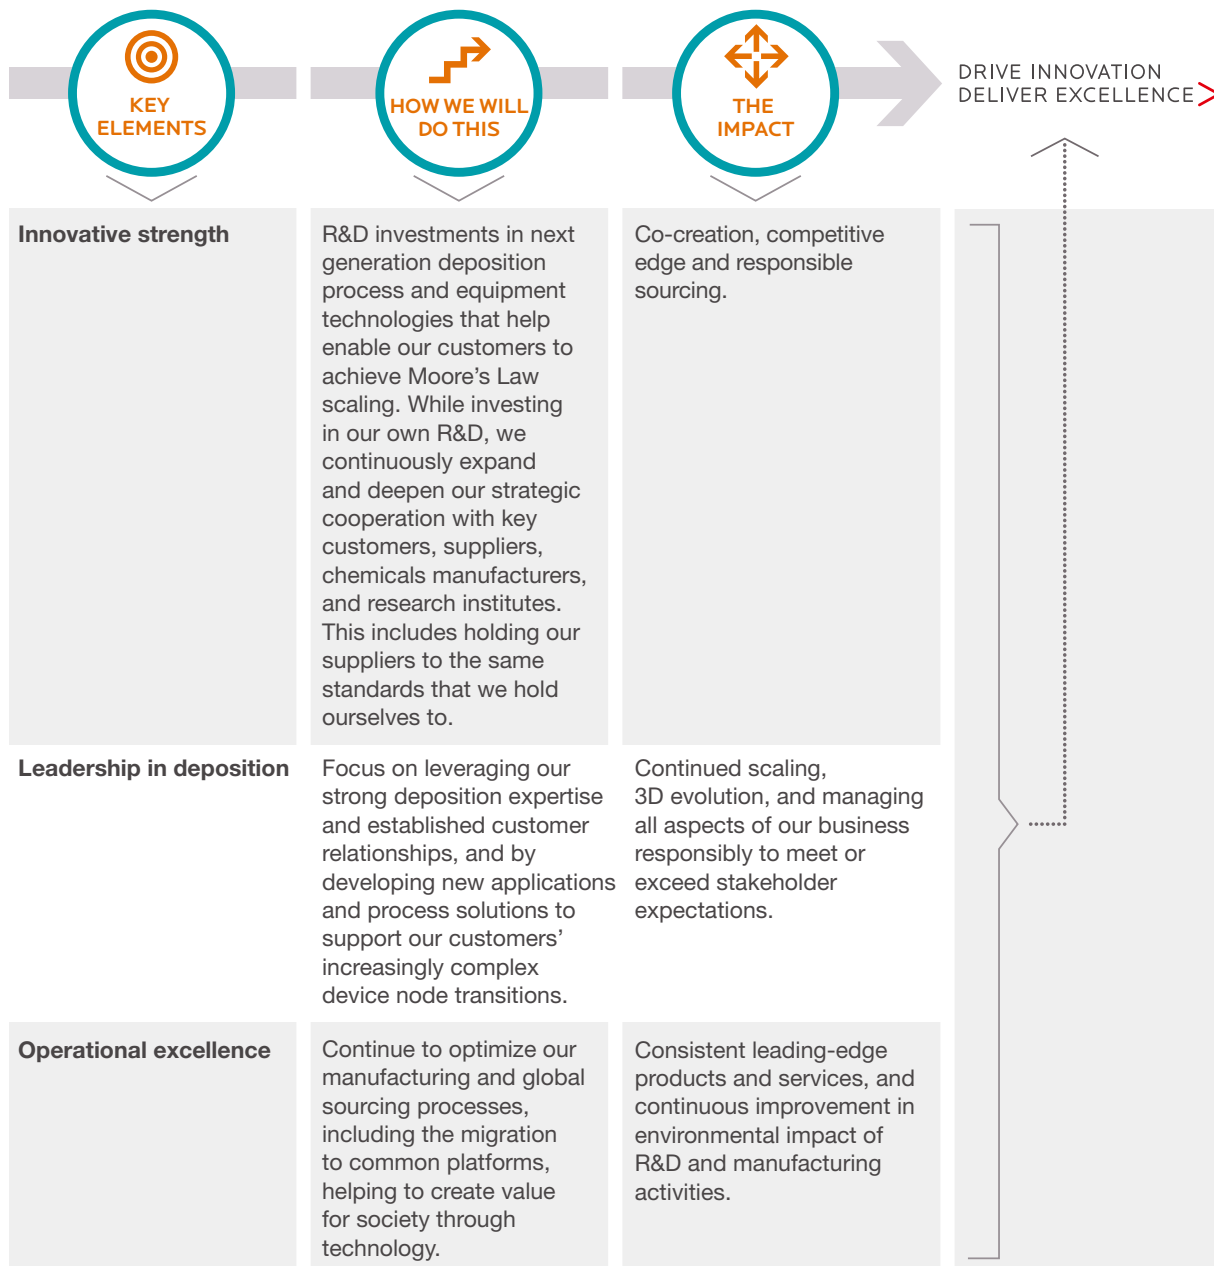 KEY
ELEMENTS
HOW WE WILL
DO THIS
THE
IMPACT
DRIVE INNOVATION
DELIVER EXCELLENCE
Innovative strength
R&D investments in next
generation deposition
process and equipment
technologies that help
enable our customers to
achieve Moore’s Law
scaling. While investing
in our own R&D, we
continuously expand
and deepen our strategic
cooperation with key
customers, suppliers,
chemicals manufacturers,
and research institutes.
This includes holding our
suppliers to the same
standards that we hold
ourselves to.
Co-creation, competitive
edge and responsible
sourcing.
Leadership in deposition
Focus on leveraging our
strong deposition expertise
and established customer
relationships, and by
developing new applications
and process solutions to
support our customers’
increasingly complex
device node transitions.
Continued scaling,
3D evolution, and managing
all aspects of our business
responsibly to meet or
exceed stakeholder
expectations.
Operational excellence
Continue to optimize our
manufacturing and global
sourcing processes,
including the migration
to common platforms,
helping to create value
for society through
technology.
Consistent leading-edge
products and services, and
continuous improvement in
environmental impact of
R&D and manufacturing
activities.